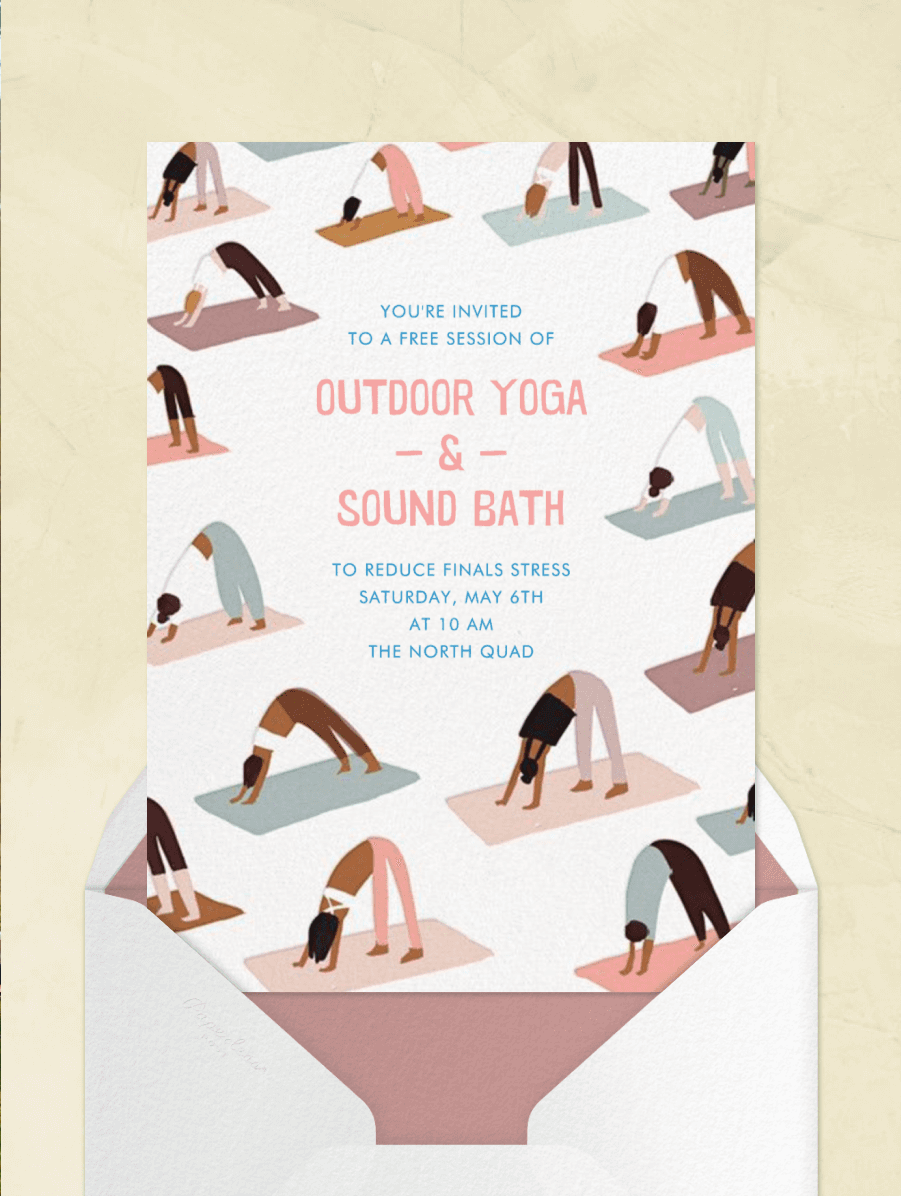 YOU'RE INVITED
TO A FREE SESSION OF
OUTDOOR YOGA
– & –
SOUND BATH
TO REDUCE FINALS STRESS
SATURDAY, MAY 6TH
AT 10 AM
THE NORTH QUAD